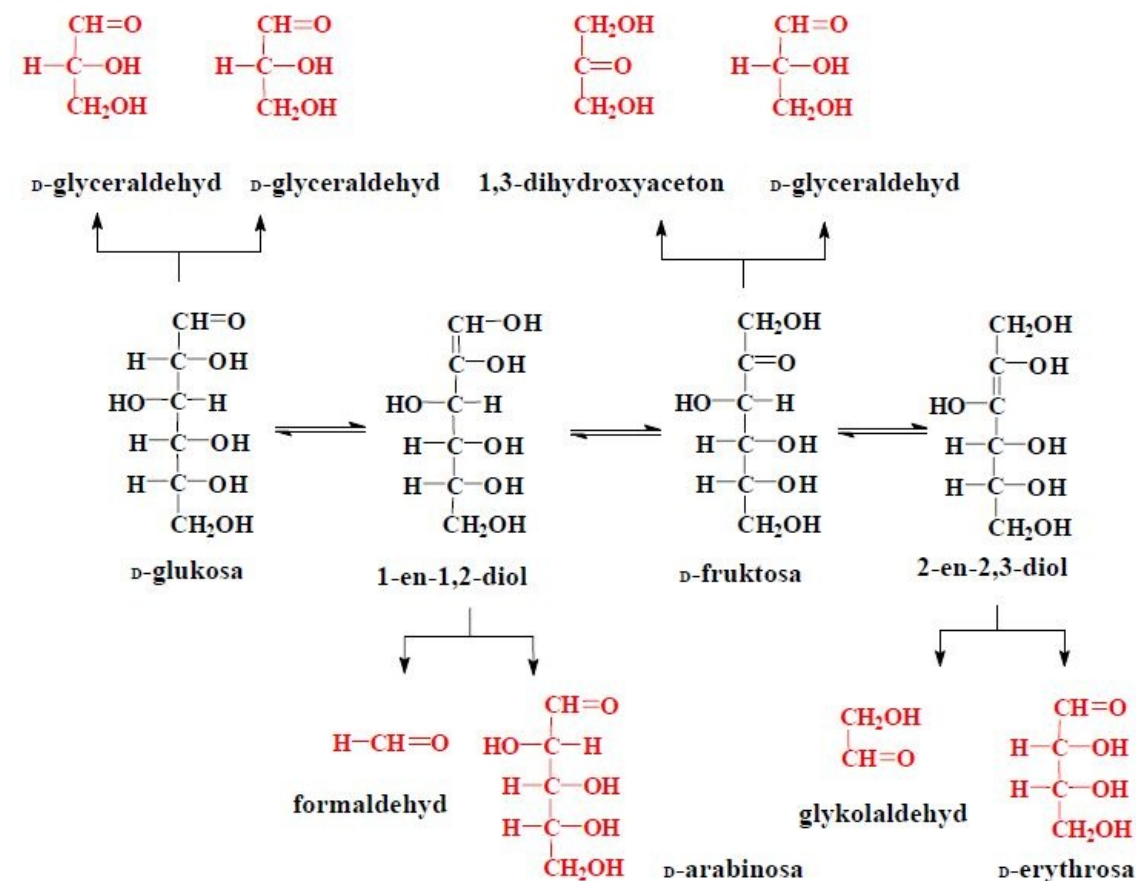 CH=O CH=O CH₂OH CH=O
H—C—OH H—C—OH C=O H—C—OH
CH₂OH CH₂OH CH₂OH CH₂OH
D-glyceraldehyd D-glyceraldehyd 1,3-dihydroxyaceton D-glyceraldehyd
CH=O CH—OH CH₂OH CH₂OH
H—C—OH C—OH C=O C—OH
HO—C—H HO—C—H HO—C—H HO—C
H—C—OH H—C—OH H—C—OH H—C—OH
H—C—OH H—C—OH H—C—OH H—C—OH
CH₂OH CH₂OH CH₂OH CH₂OH
D-glukosa 1-en-1,2-diol D-fruktosa 2-en-2,3-diol
CH=O CH₂OH CH=O
H—CH=O HO—C—H CH=O H—C—OH
H—C—OH H—C—OH
formaldehyd H—C—OH glykolaldehyd CH₂OH
CH₂OH D-arabinosa D-erythrosa